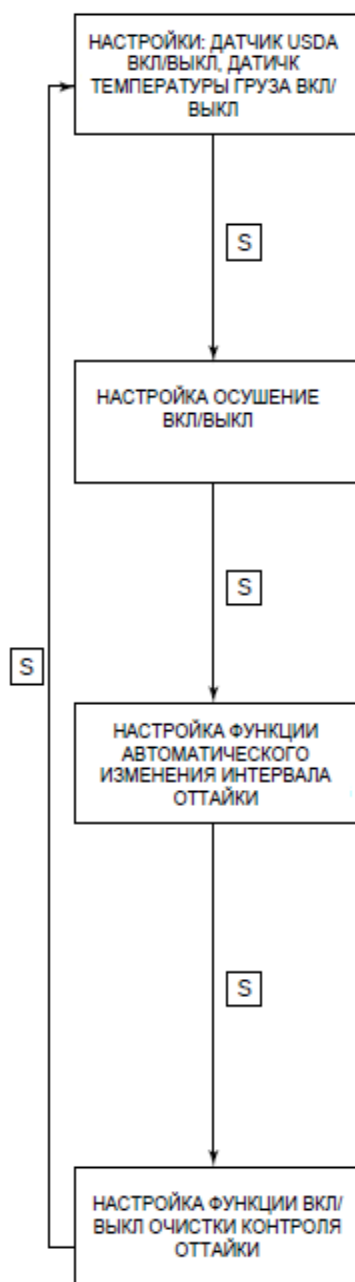 НАСТРОЙКИ: ДАТЧИК USDA
ВКЛ/ВЫКЛ, ДАТИЧК
ТЕМПЕРАТУРЫ ГРУЗА ВКЛ/
ВЫКЛ
S
НАСТРОЙКА ОСУШЕНИЕ
ВКЛ/ВЫКЛ
S
S
НАСТРОЙКА ФУНКЦИИ
АВТОМАТИЧЕСКОГО
ИЗМЕНЕНИЯ ИНТЕРВАЛА
ОТТАЙКИ
S
НАСТРОЙКА ФУНКЦИИ ВКЛ/
ВЫКЛ ОЧИСТКИ КОНТРОЛЯ
ОТТАЙКИ